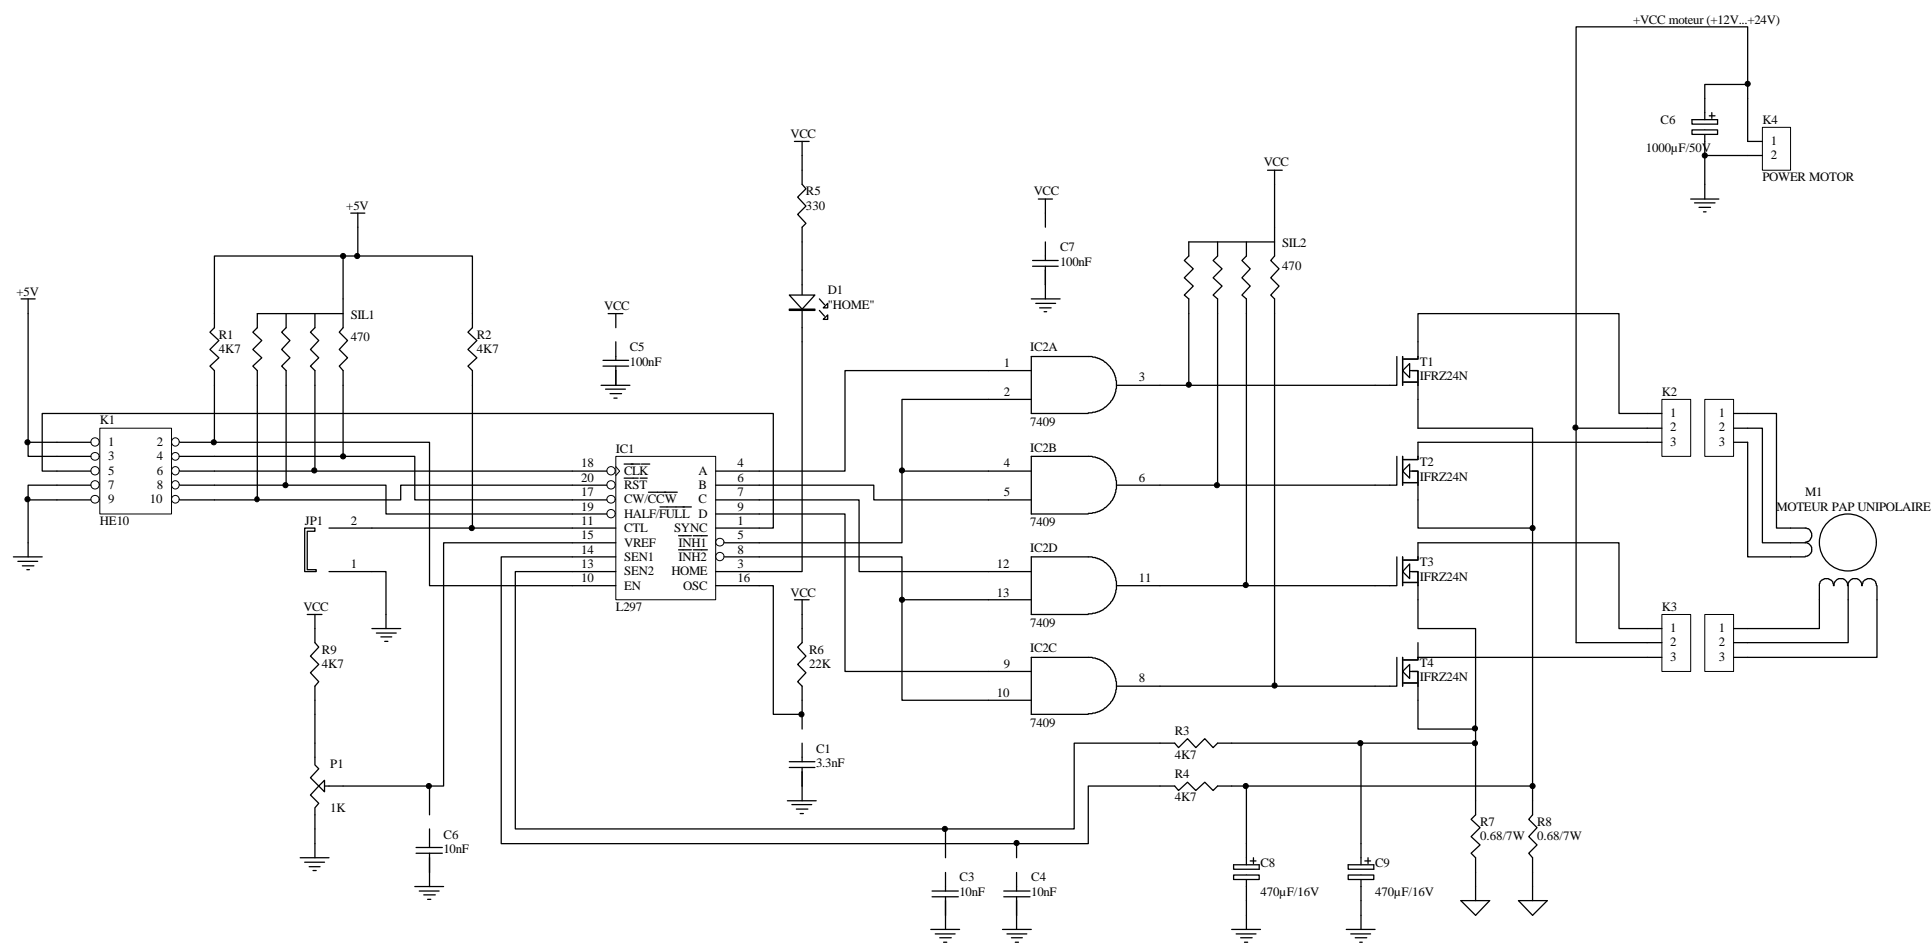 +VCC moteur (+12V...+24V)
C6
1000µF/50V
K4
1
2
POWER MOTOR
VCC
R5
330
D1
"HOME"
VCC
C7
100nF
VCC
SIL2
470
+5V
+5V
R1
4K7
SIL1
470
R2
4K7
VCC
C5
100nF
K1
1
3
5
7
9
2
4
6
8
10
HE10
JP1
2
1
IC1
18
20
17
19
11
15
14
13
10
CLK
RST
CW/CCW
HALF/FULL
CTL
VREF
SEN1
SEN2
EN
A
B
C
D
SYNC
INH1
INH2
HOME
OSC
4
6
7
9
1
5
8
3
16
L297
VCC
R9
4K7
P1
1K
C6
10nF
VCC
R6
22K
C1
3.3nF
IC2A
1
2
3
7409
IC2B
4
5
6
7409
IC2D
12
13
11
7409
IC2C
9
10
8
7409
T1
IFRZ24N
T2
IFRZ24N
T3
IFRZ24N
T4
IFRZ24N
K2
1
2
3
1
2
3
M1
MOTEUR PAP UNIPOLAIRE
K3
1
2
3
1
2
3
R3
4K7
R4
4K7
C3
10nF
C4
10nF
C8
470µF/16V
C9
470µF/16V
R7
0.68/7W
R8
0.68/7W